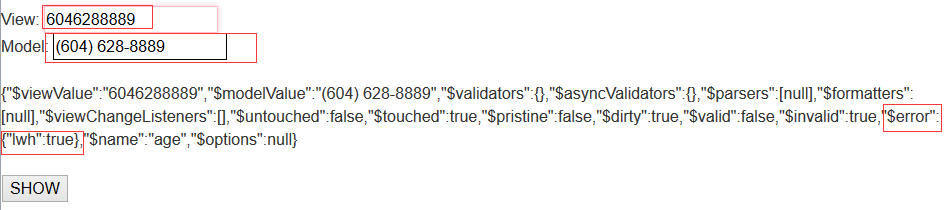 View: 6046288889
Model: (604) 628-8889
{"$viewValue":"6046288889","$modelValue":"(604) 628-8889","$validators":{},"$asyncValidators":{},"$parsers":[null],"$formatters":
[null],"$viewChangeListeners":[],"$untouched":false,"$touched":true,"$pristine":false,"$dirty":true,"$valid":false,"$invalid":true,"$error":
{"lwh":true},"$name":"age","$options":null}
SHOW